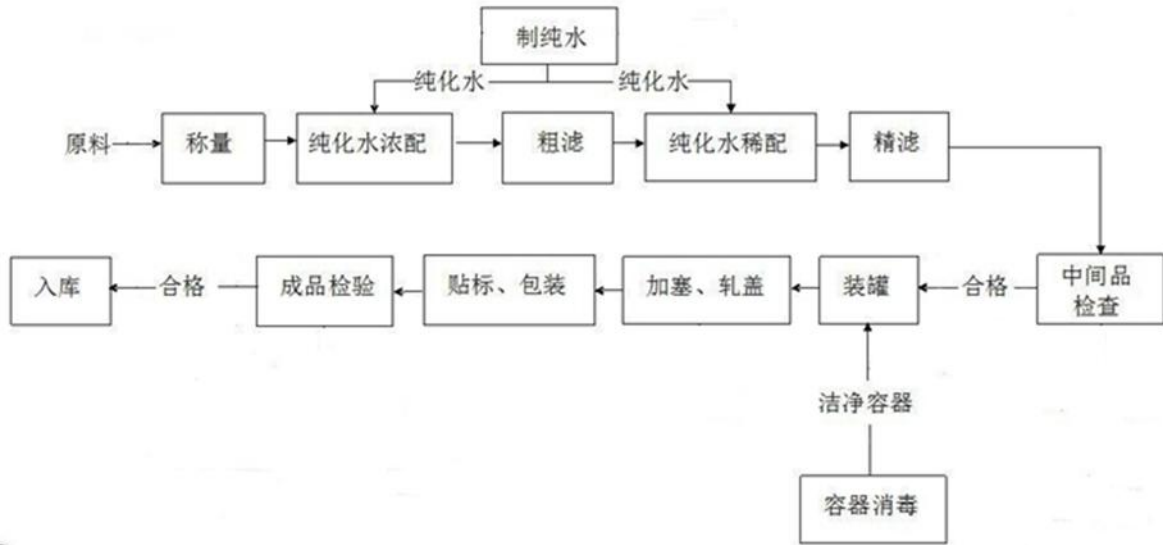 制纯水
纯化水
纯化水
原料
称量
纯化水浓配
粗滤
纯化水稀配
精滤
入库
合格
成品检验
贴标、包装
加塞、轧盖
装罐
合格
中间品
检查
洁净容器
容器消毒